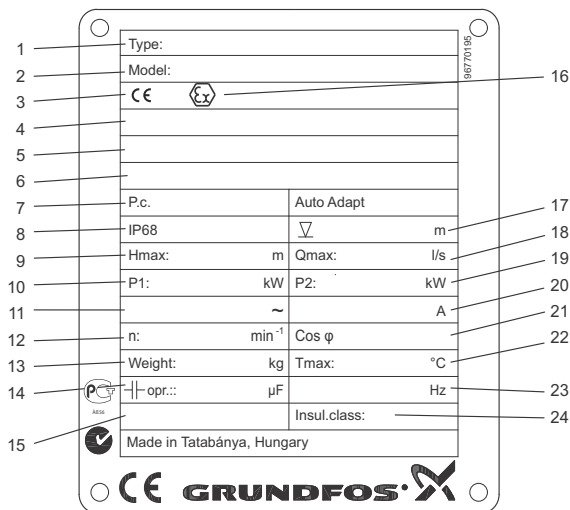 1 Type:
96770195
2 Model:
3 CE Ex 16
4
5
6
7 P.c. Auto Adapt
8 IP68 m 17
9 Hmax: m Qmax: l/s 18
10 P1: kW P2: kW 19
11 ~ A 20
12 n: min⁻¹ Cos φ 21
13 Weight: kg Tmax: °C 22
14 opr.:: µF Hz 23
A856
15 Insul.class: 24
Made in Tatabánya, Hungary
CE GRUNDFOS